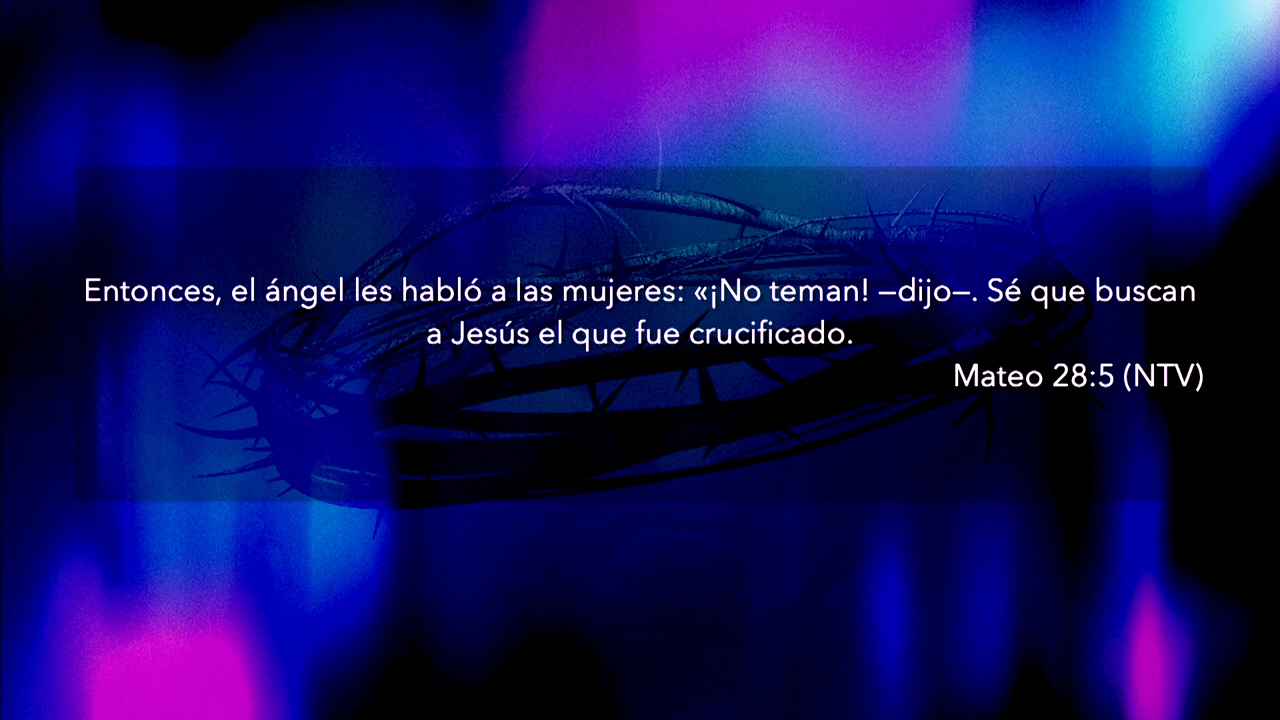 Entonces, el ángel les habló a las mujeres: «¡No teman! —dijo—. Sé que buscan
a Jesús el que fue crucificado.
Mateo 28:5 (NTV)